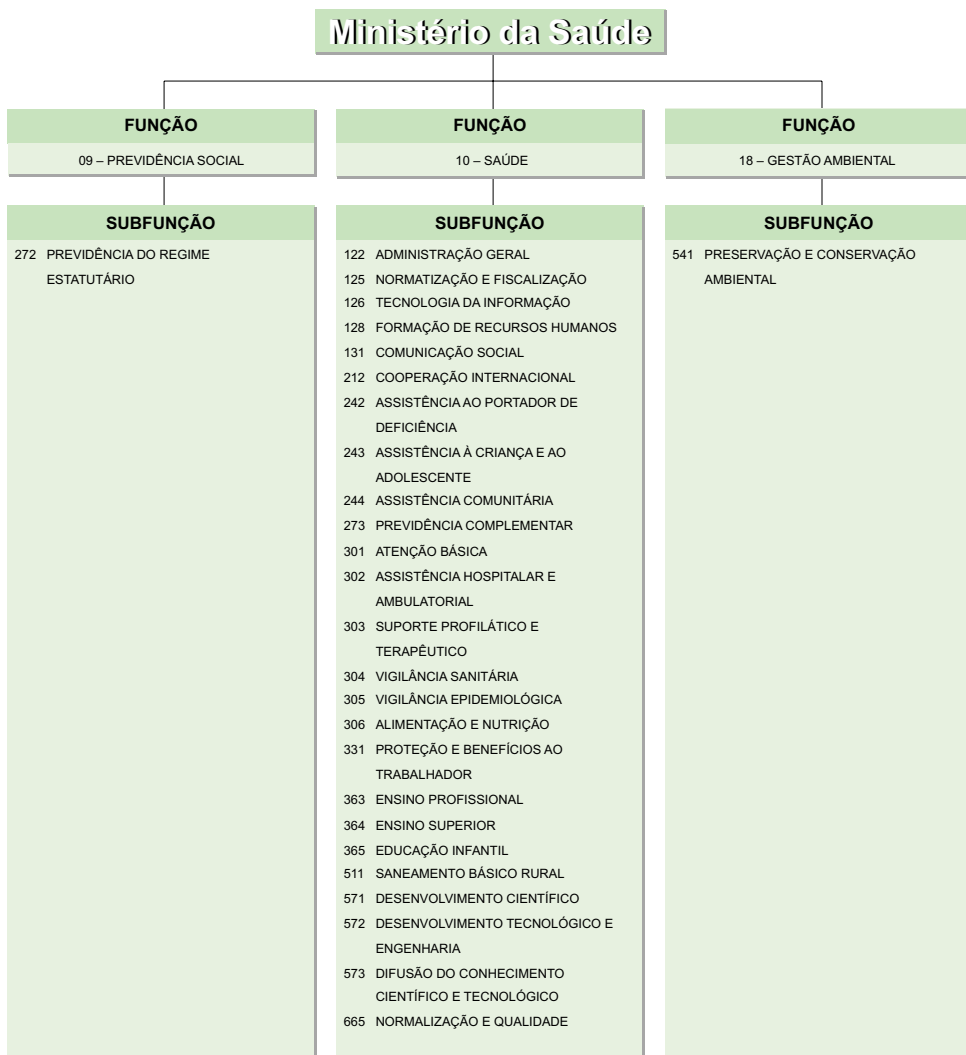 Ministério da Saúde
FUNÇÃO
09 – PREVIDÊNCIA SOCIAL
SUBFUNÇÃO
272 PREVIDÊNCIA DO REGIME
ESTATUTÁRIO
FUNÇÃO
10 – SAÚDE
SUBFUNÇÃO
122 ADMINISTRAÇÃO GERAL
125 NORMATIZAÇÃO E FISCALIZAÇÃO
126 TECNOLOGIA DA INFORMAÇÃO
128 FORMAÇÃO DE RECURSOS HUMANOS
131 COMUNICAÇÃO SOCIAL
212 COOPERAÇÃO INTERNACIONAL
242 ASSISTÊNCIA AO PORTADOR DE
DEFICIÊNCIA
243 ASSISTÊNCIA À CRIANÇA E AO
ADOLESCENTE
244 ASSISTÊNCIA COMUNITÁRIA
273 PREVIDÊNCIA COMPLEMENTAR
301 ATENÇÃO BÁSICA
302 ASSISTÊNCIA HOSPITALAR E
AMBULATORIAL
303 SUPORTE PROFILÁTICO E
TERAPÊUTICO
304 VIGILÂNCIA SANITÁRIA
305 VIGILÂNCIA EPIDEMIOLÓGICA
306 ALIMENTAÇÃO E NUTRIÇÃO
331 PROTEÇÃO E BENEFÍCIOS AO
TRABALHADOR
363 ENSINO PROFISSIONAL
364 ENSINO SUPERIOR
365 EDUCAÇÃO INFANTIL
511 SANEAMENTO BÁSICO RURAL
571 DESENVOLVIMENTO CIENTÍFICO
572 DESENVOLVIMENTO TECNOLÓGICO E
ENGENHARIA
573 DIFUSÃO DO CONHECIMENTO
CIENTÍFICO E TECNOLÓGICO
665 NORMALIZAÇÃO E QUALIDADE
FUNÇÃO
18 – GESTÃO AMBIENTAL
SUBFUNÇÃO
541 PRESERVAÇÃO E CONSERVAÇÃO
AMBIENTAL